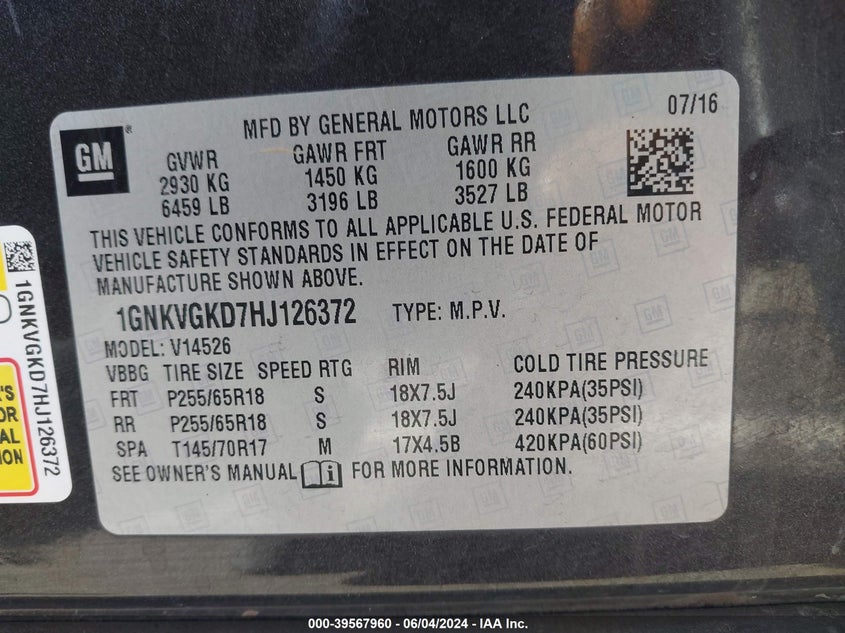 MFD BY GENERAL MOTORS LLC
07/16
GM®
GVWR
2930 KG
6459 LB
GAWR FRT
1450 KG
3196 LB
GAWR RR
1600 KG
3527 LB
THIS VEHICLE CONFORMS TO ALL APPLICABLE U.S. FEDERAL MOTOR
VEHICLE SAFETY STANDARDS IN EFFECT ON THE DATE OF
MANUFACTURE SHOWN ABOVE.
1GNKVGKD7HJ126372 TYPE: M.P.V.
MODEL: V14526
VBBG TIRE SIZE SPEED RTG RIM COLD TIRE PRESSURE
FRT P255/65R18 S 18X7.5J 240KPA(35PSI)
RR P255/65R18 S 18X7.5J 240KPA(35PSI)
SPA T145/70R17 M 17X4.5B 420KPA(60PSI)
SEE OWNER'S MANUAL i FOR MORE INFORMATION.
1GNKVGKD7HJ126372
R'S
OR
AL
ION
000-39567960 - 06/04/2024 - IAA Inc.